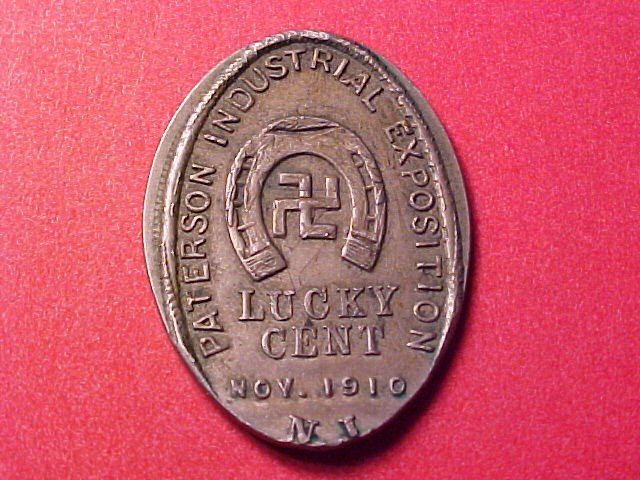 PATERSON INDUSTRIAL EXPOSITION
LUCKY
CENT
NOV. 1910
N J